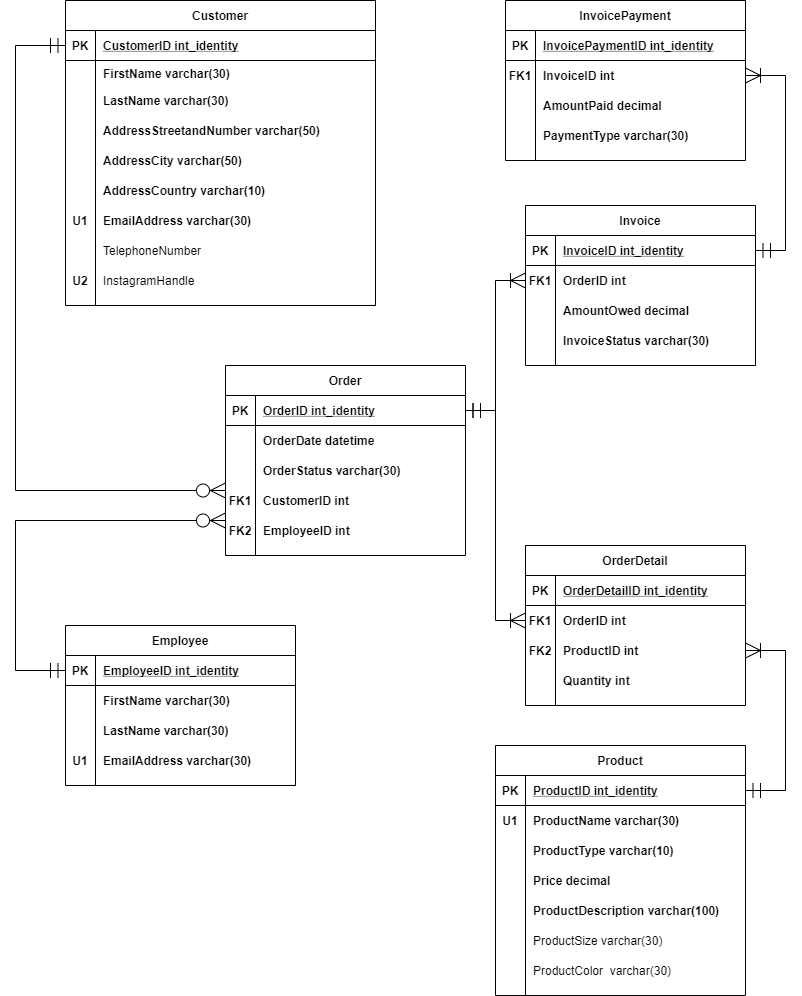 Customer
PK CustomerID int_identity
FirstName varchar(30)
LastName varchar(30)
AddressStreetandNumber varchar(50)
AddressCity varchar(50)
AddressCountry varchar(10)
U1 EmailAddress varchar(30)
TelephoneNumber
U2 InstagramHandle
InvoicePayment
PK InvoicePaymentID int_identity
FK1 InvoiceID int
AmountPaid decimal
PaymentType varchar(30)
Invoice
PK InvoiceID int_identity
FK1 OrderID int
AmountOwed decimal
InvoiceStatus varchar(30)
Order
PK OrderID int_identity
OrderDate datetime
OrderStatus varchar(30)
FK1 CustomerID int
FK2 EmployeeID int
OrderDetail
PK OrderDetailID int_identity
FK1 OrderID int
FK2 ProductID int
Quantity int
Employee
PK EmployeeID int_identity
FirstName varchar(30)
LastName varchar(30)
U1 EmailAddress varchar(30)
Product
PK ProductID int_identity
U1 ProductName varchar(30)
ProductType varchar(10)
Price decimal
ProductDescription varchar(100)
ProductSize varchar(30)
ProductColor varchar(30)